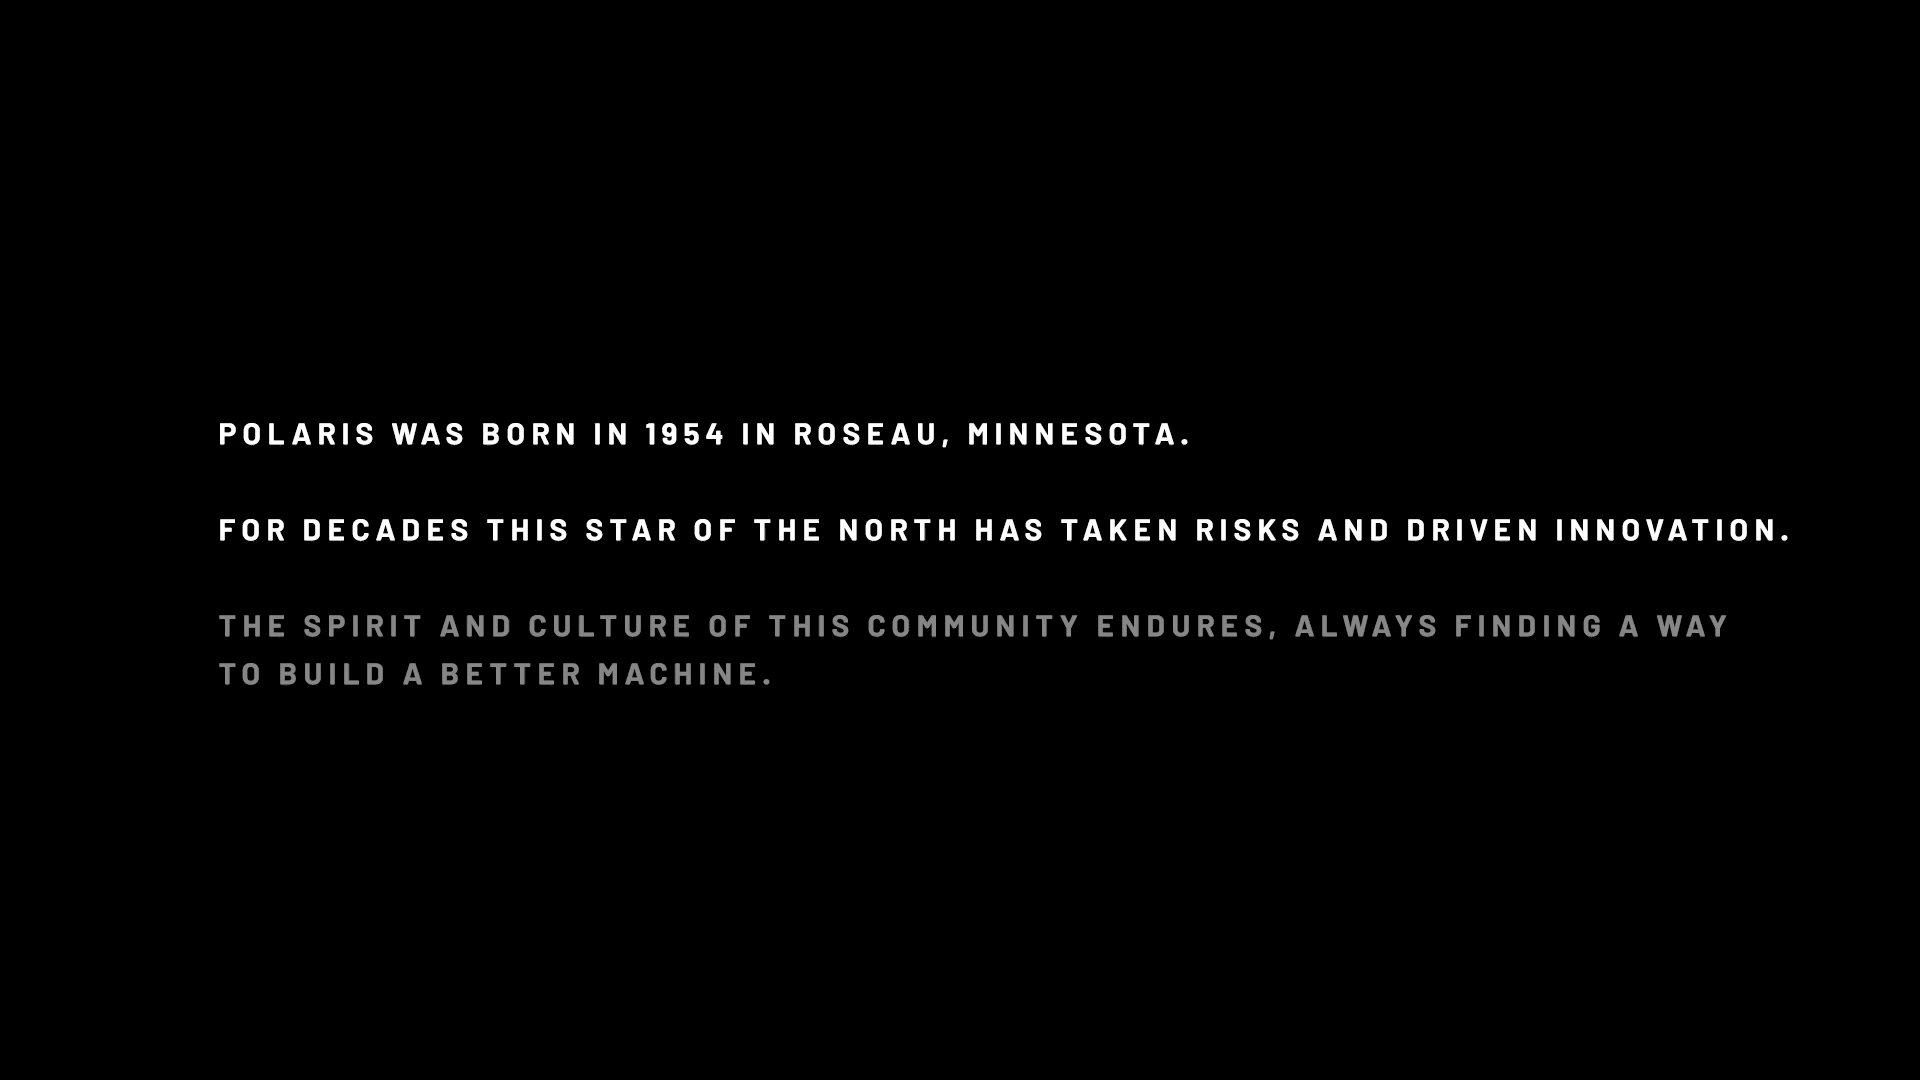 POLARIS WAS BORN IN 1954 IN ROSEAU, MINNESOTA.
FOR DECADES THIS STAR OF THE NORTH HAS TAKEN RISKS AND DRIVEN INNOVATION.
THE SPIRIT AND CULTURE OF THIS COMMUNITY ENDURES, ALWAYS FINDING A WAY
TO BUILD A BETTER MACHINE.